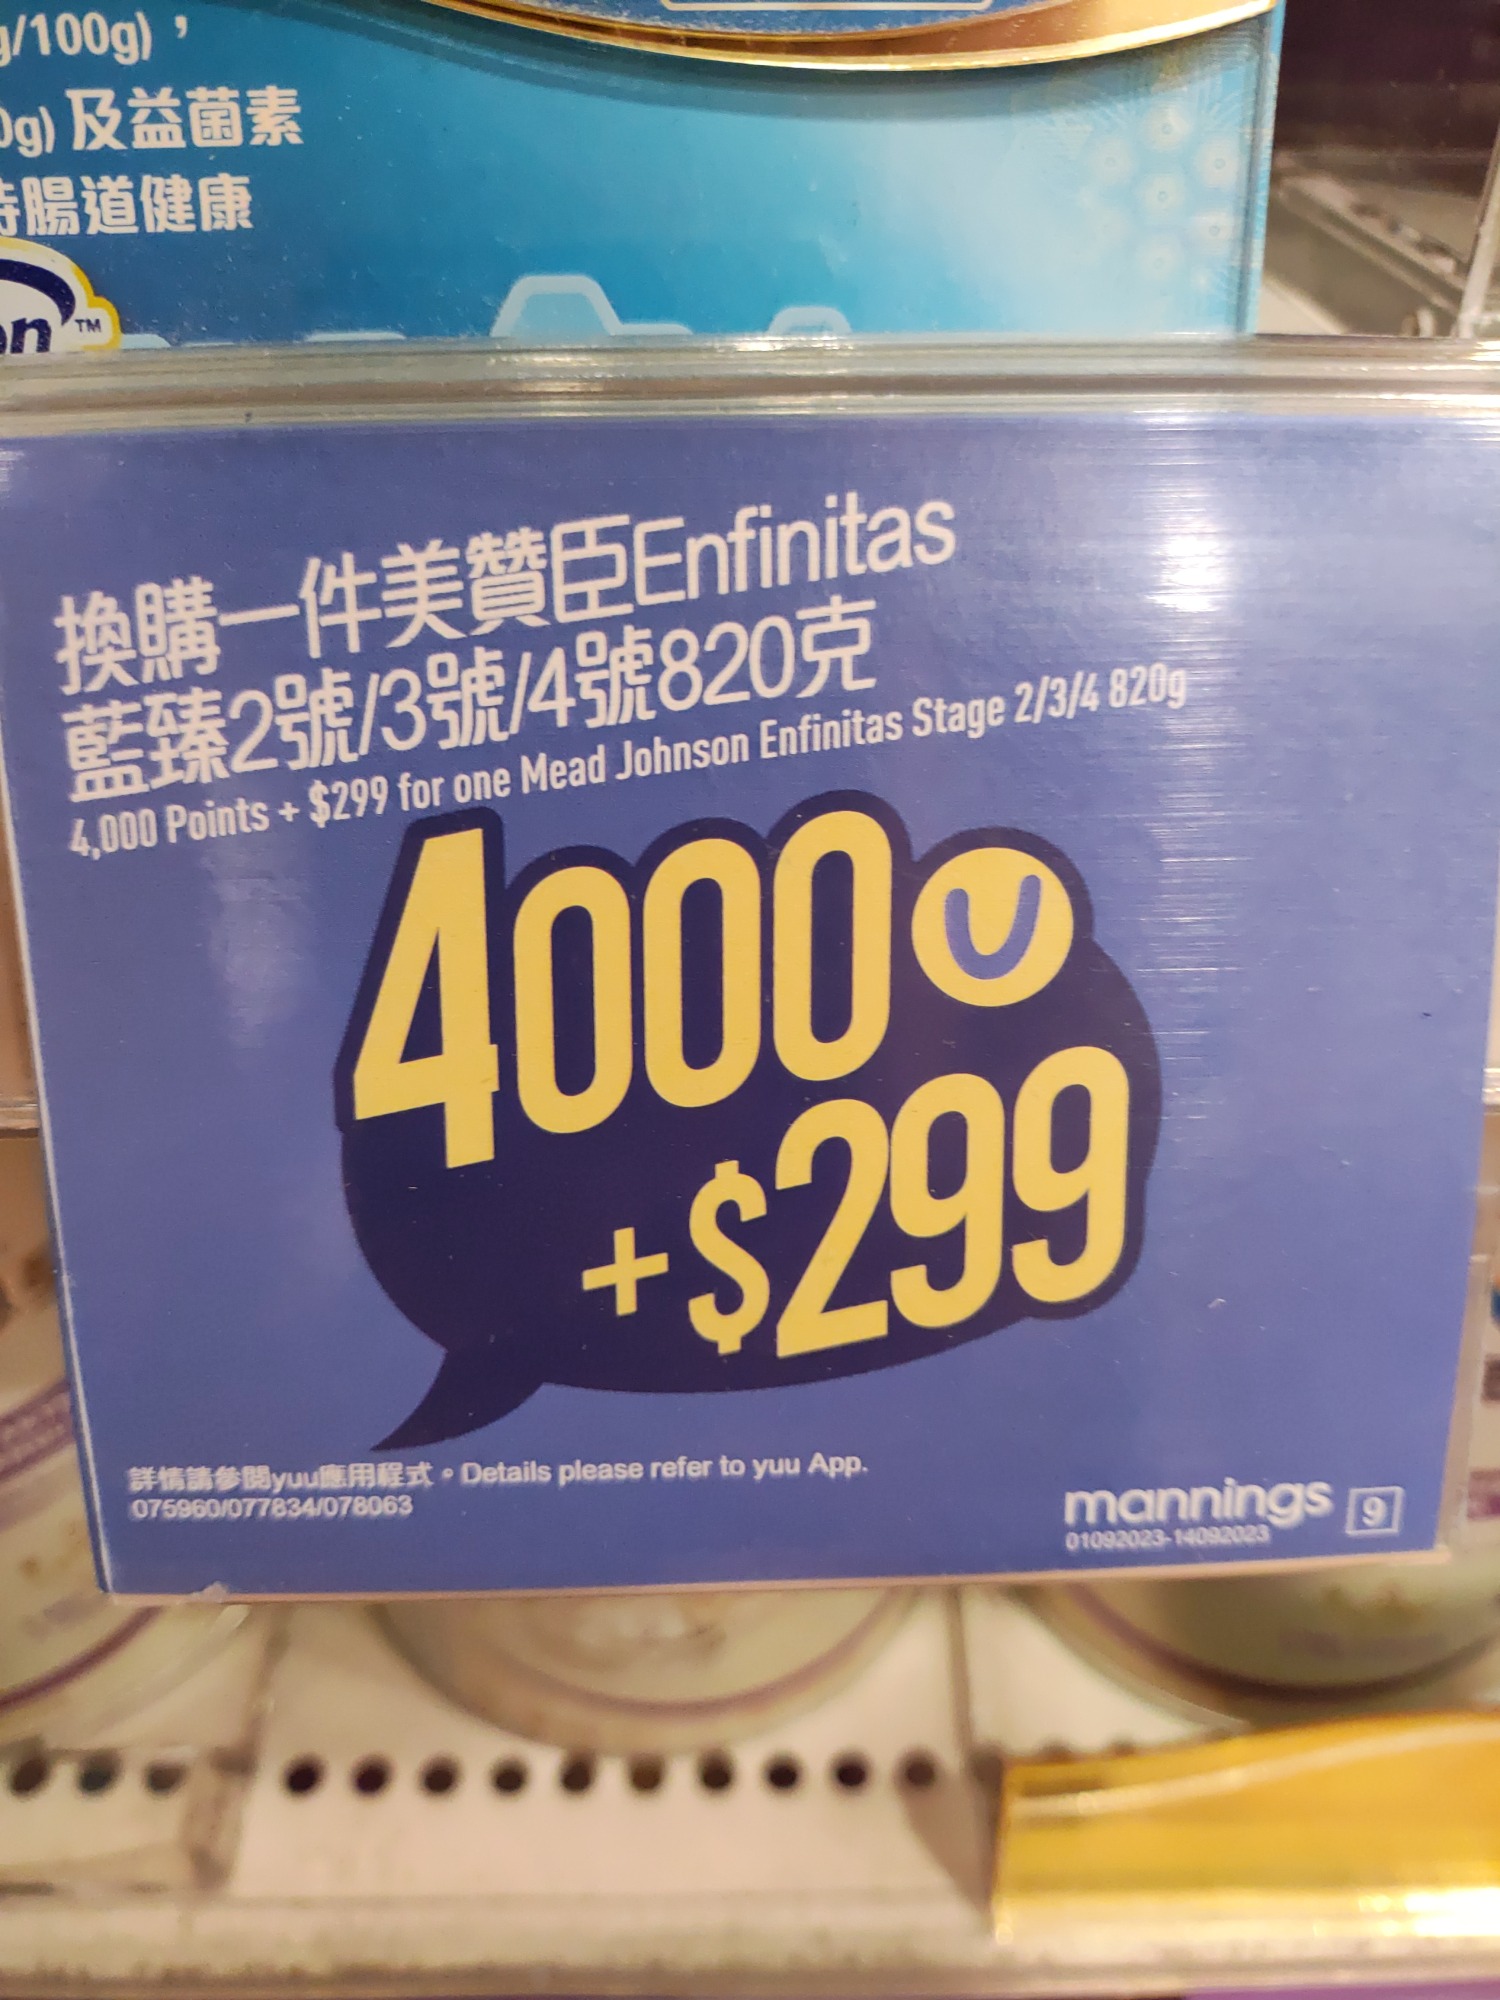 g/100g)，
0g) 及益菌素
持腸道健康
TM
換購一件美贊臣Enfinitas
藍臻2號/3號/4號820克
4,000 Points + $299 for one Mead Johnson Enfinitas Stage 2/3/4 820g
4000
+$299
詳情請參閱yuu應用程式。Details please refer to yuu App.
075960/077834/078063
mannings 9
01092023-14092023